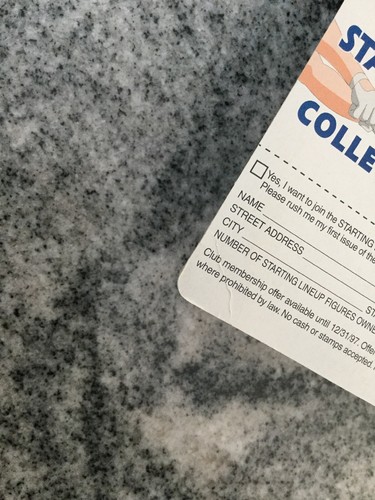 STA
COLLE
Yes, I want to join the STARTING
Please rush me my first issue of the
NAME
STREET ADDRESS
CITY
STA
NUMBER OF STARTING LINEUP FIGURES OWNE
Club membership offer available until 12/31/97. Offe
where prohibited by law. No cash or stamps accepted